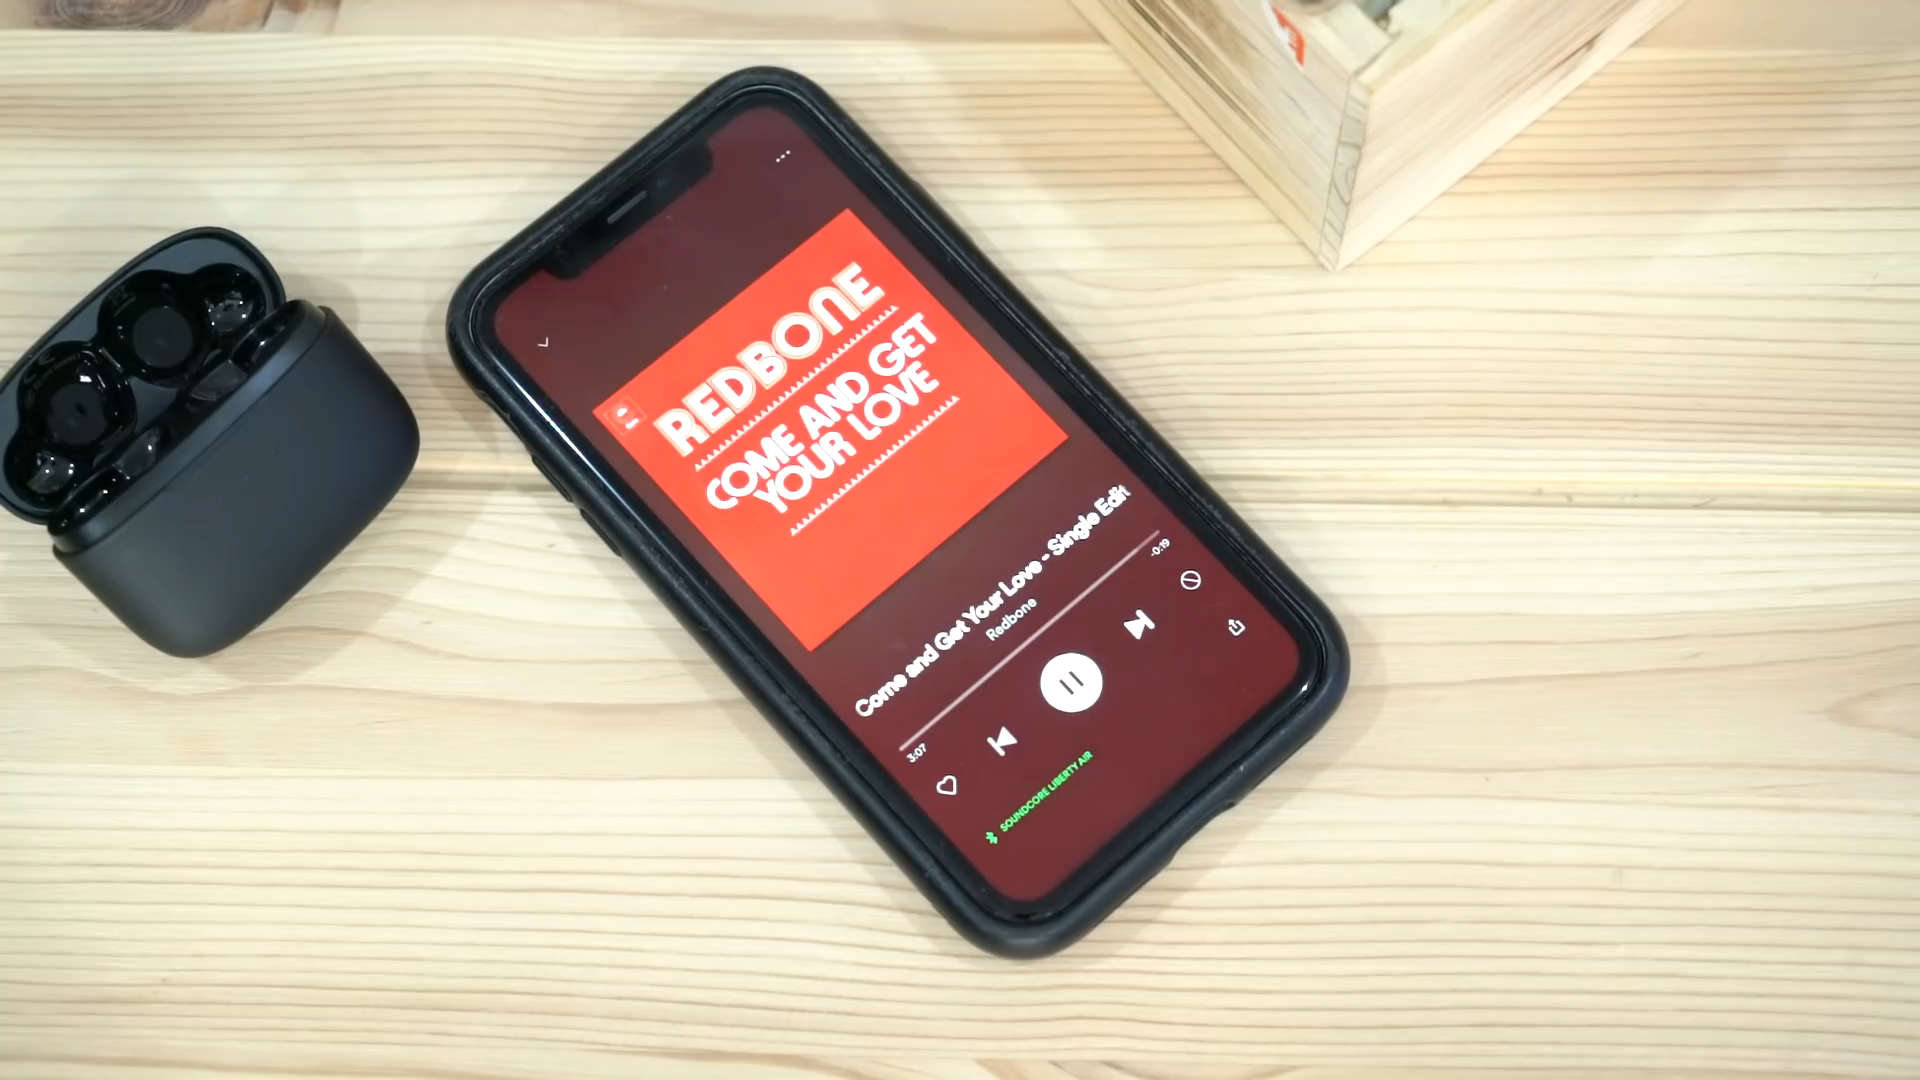 REDBONE
COME AND GET
YOUR LOVE
Come and Get Your Love - Single Edit
Redbone
3:07
-0:19
SOUNDCORE LIBERTY AIR